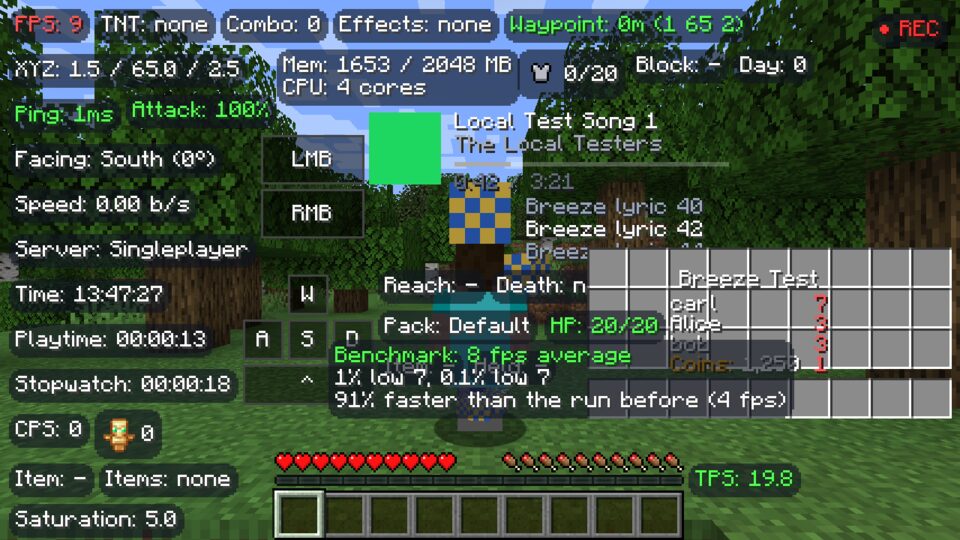 FPS: 9
TNT: none
Combo: 0
Effects: none
Waypoint: 0m (1 65 2)
REC
XYZ: 1.5 / 65.0 / 2.5
Mem: 1653 / 2048 MB
CPU: 4 cores
0/20
Block: -
Day: 0
Ping: 1ms
Attack: 100%
Local Test Song 1
The Local Testers
Facing: South (0°)
LMB
3:21
Speed: 0.00 b/s
RMB
Breeze lyric 40
Breeze lyric 42
Server: Singleplayer
Breeze
Breeze Test
Time: 13:47:27
W
Reach: -
Death: n
carl 7
Alice 3
bob 3
Coins: 1,250 1
Playtime: 00:00:13
A
S
D
Pack: Default
HP: 20/20
Benchmark: 8 fps average
1% low 7, 0.1% low 7
91% faster than the run before (4 fps)
Stopwatch: 00:00:18
^
CPS: 0
0
Item: -
Items: none
TPS: 19.8
Saturation: 5.0